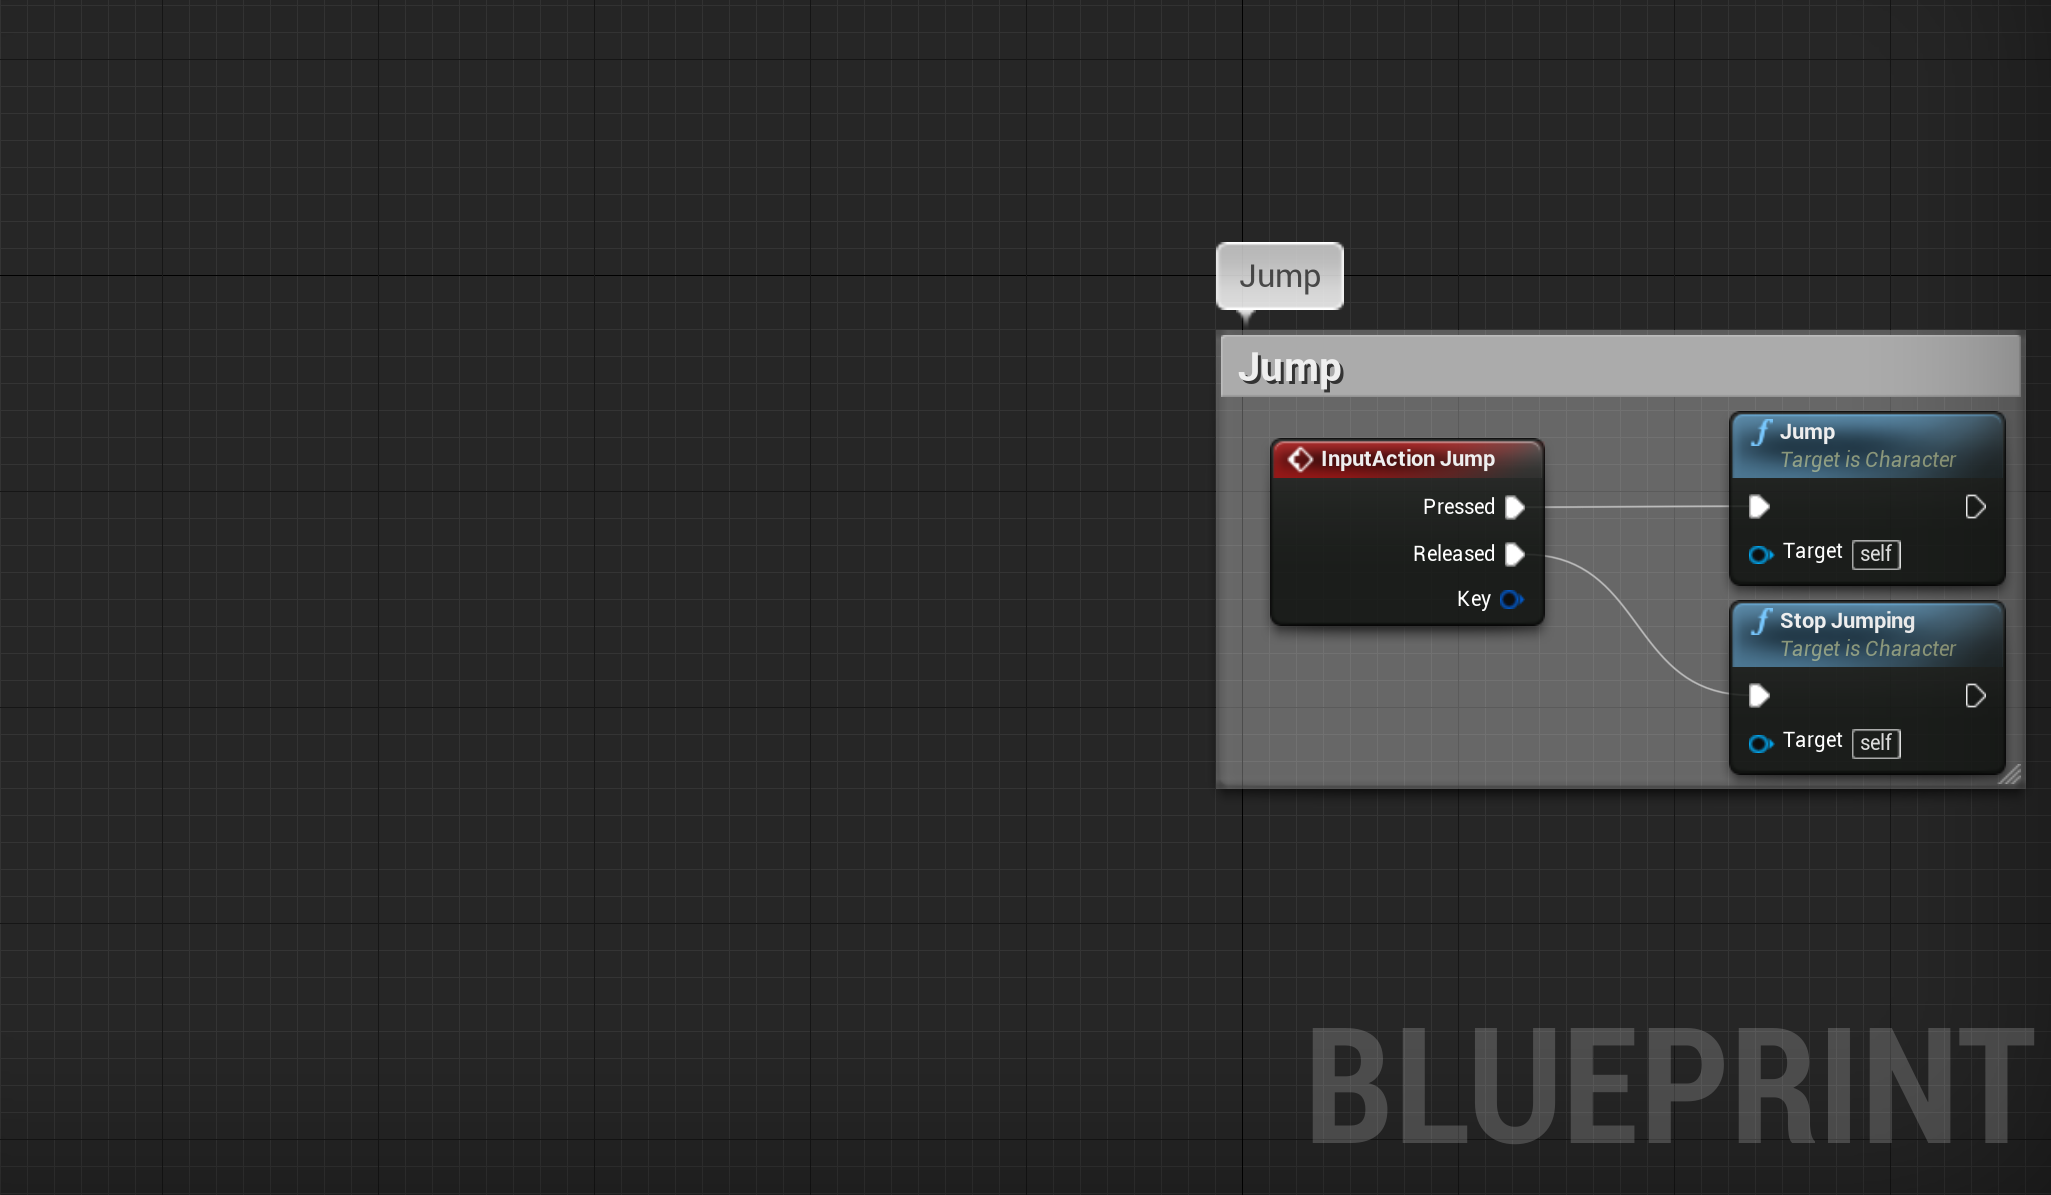 Jump
Jump
InputAction Jump
Pressed
Released
Key
f Jump
Target is Character
Target self
f Stop Jumping
Target is Character
Target self
BLUEPRINT